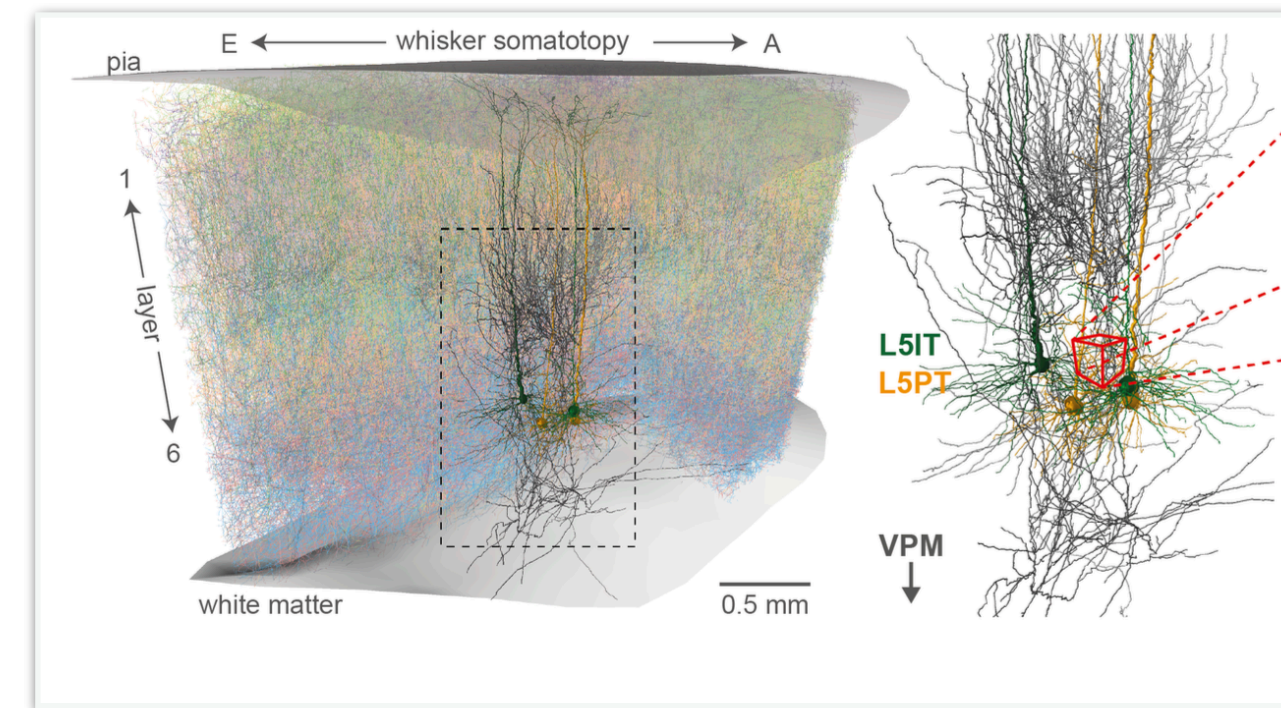 E whisker somatotopy A
pia
1
layer
6
white matter
0.5 mm
L5IT
L5PT
VPM